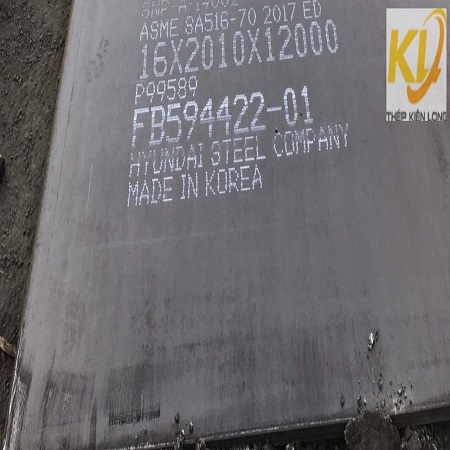 ASME SA516-70 2017 ED
16X2010X12000
P99589
FB594422-01
HYUNDAI STEEL COMPANY
MADE IN KOREA
KL
THÉP KIÊN LONG